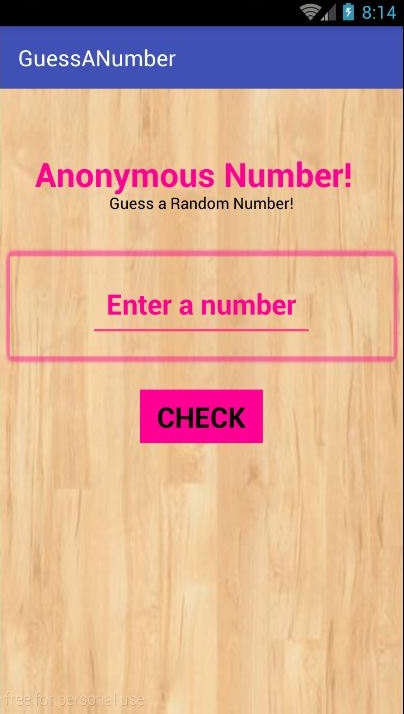 8:14
GuessANumber
Anonymous Number!
Guess a Random Number!
Enter a number
CHECK
free for personal use